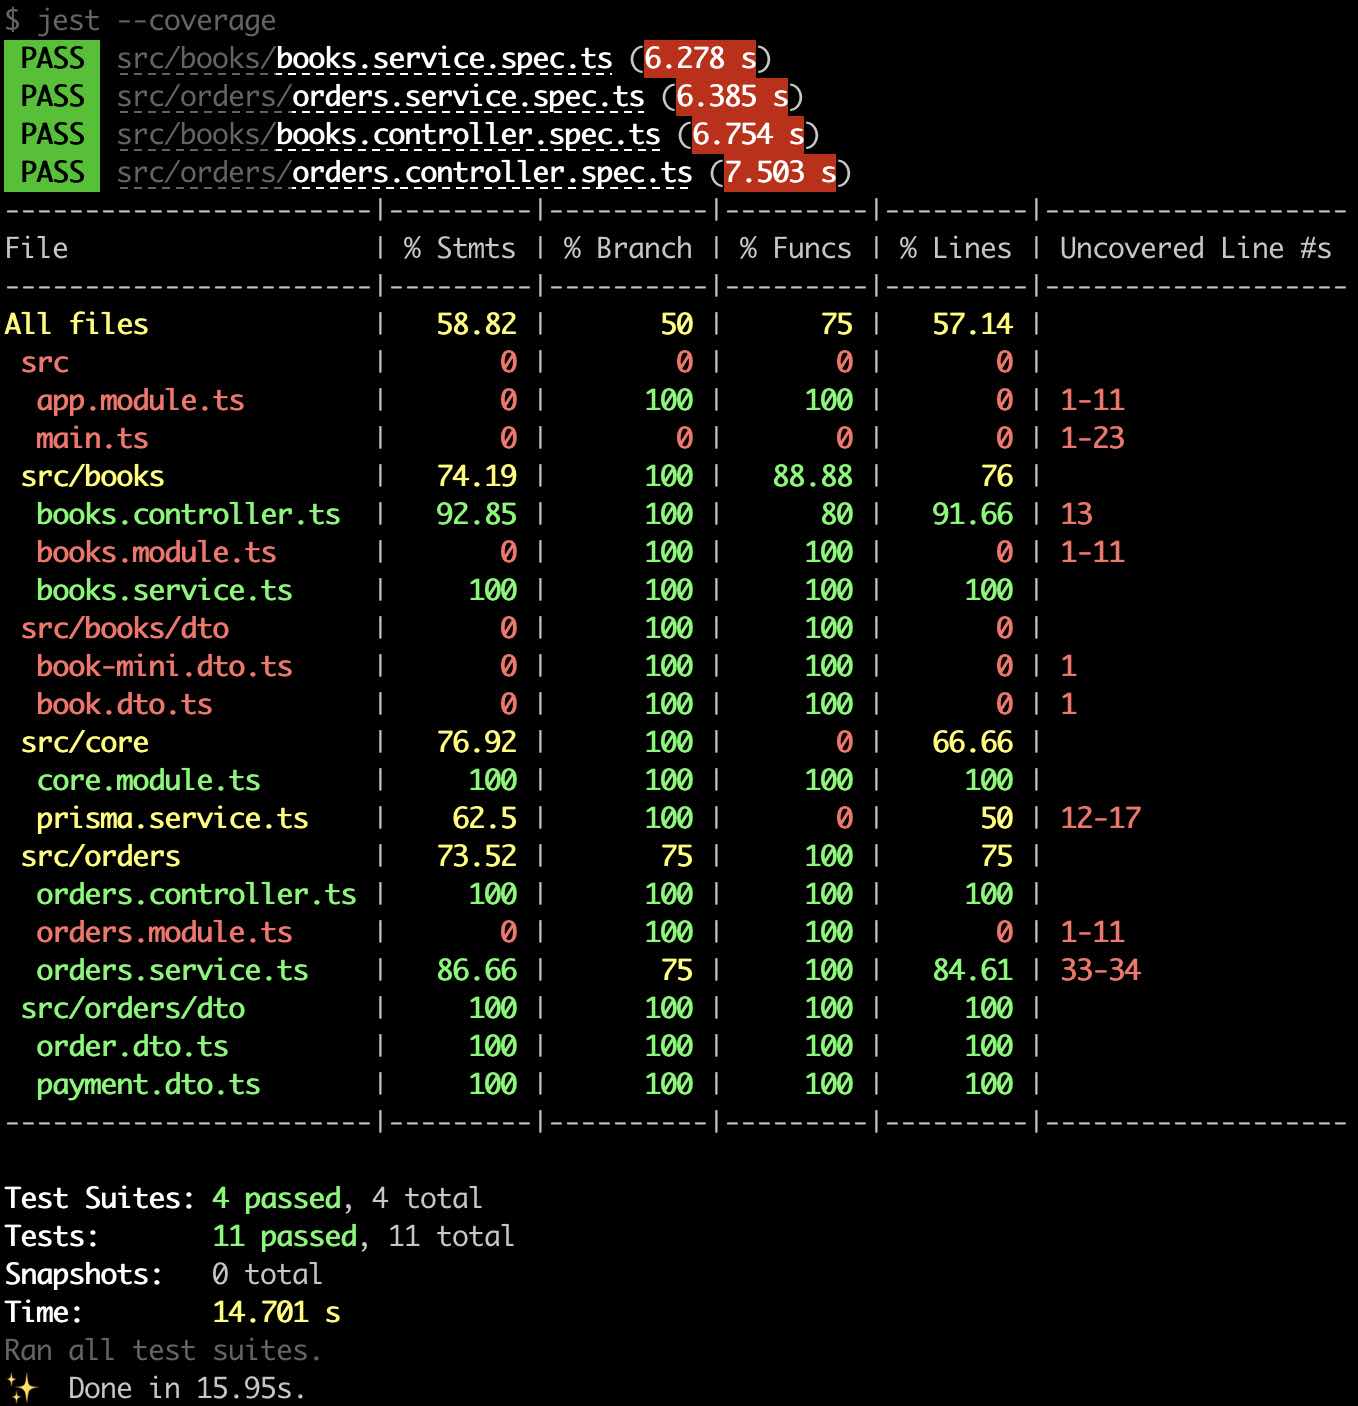 $ jest --coverage
PASS src/books/books.service.spec.ts (6.278 s)
PASS src/orders/orders.service.spec.ts (6.385 s)
PASS src/books/books.controller.spec.ts (6.754 s)
PASS src/orders/orders.controller.spec.ts (7.503 s)
-----------------------|---------|----------|---------|---------|-------------------
File                   | % Stmts | % Branch | % Funcs | % Lines | Uncovered Line #s
-----------------------|---------|----------|---------|---------|-------------------
All files              |   58.82 |       50 |      75 |   57.14 |
 src                   |       0 |        0 |       0 |       0 |
  app.module.ts        |       0 |      100 |     100 |       0 | 1-11
  main.ts              |       0 |        0 |       0 |       0 | 1-23
 src/books             |   74.19 |      100 |   88.88 |      76 |
  books.controller.ts  |   92.85 |      100 |      80 |   91.66 | 13
  books.module.ts      |       0 |      100 |     100 |       0 | 1-11
  books.service.ts     |     100 |      100 |     100 |     100 |
 src/books/dto         |       0 |      100 |     100 |       0 |
  book-mini.dto.ts     |       0 |      100 |     100 |       0 | 1
  book.dto.ts          |       0 |      100 |     100 |       0 | 1
 src/core              |   76.92 |      100 |       0 |   66.66 |
  core.module.ts       |     100 |      100 |     100 |     100 |
  prisma.service.ts    |    62.5 |      100 |       0 |      50 | 12-17
 src/orders            |   73.52 |       75 |     100 |      75 |
  orders.controller.ts |     100 |      100 |     100 |     100 |
  orders.module.ts     |       0 |      100 |     100 |       0 | 1-11
  orders.service.ts    |   86.66 |       75 |     100 |   84.61 | 33-34
 src/orders/dto        |     100 |      100 |     100 |     100 |
  order.dto.ts         |     100 |      100 |     100 |     100 |
  payment.dto.ts       |     100 |      100 |     100 |     100 |
-----------------------|---------|----------|---------|---------|-------------------
Test Suites: 4 passed, 4 total
Tests:       11 passed, 11 total
Snapshots:   0 total
Time:        14.701 s
Ran all test suites.
✨  Done in 15.95s.